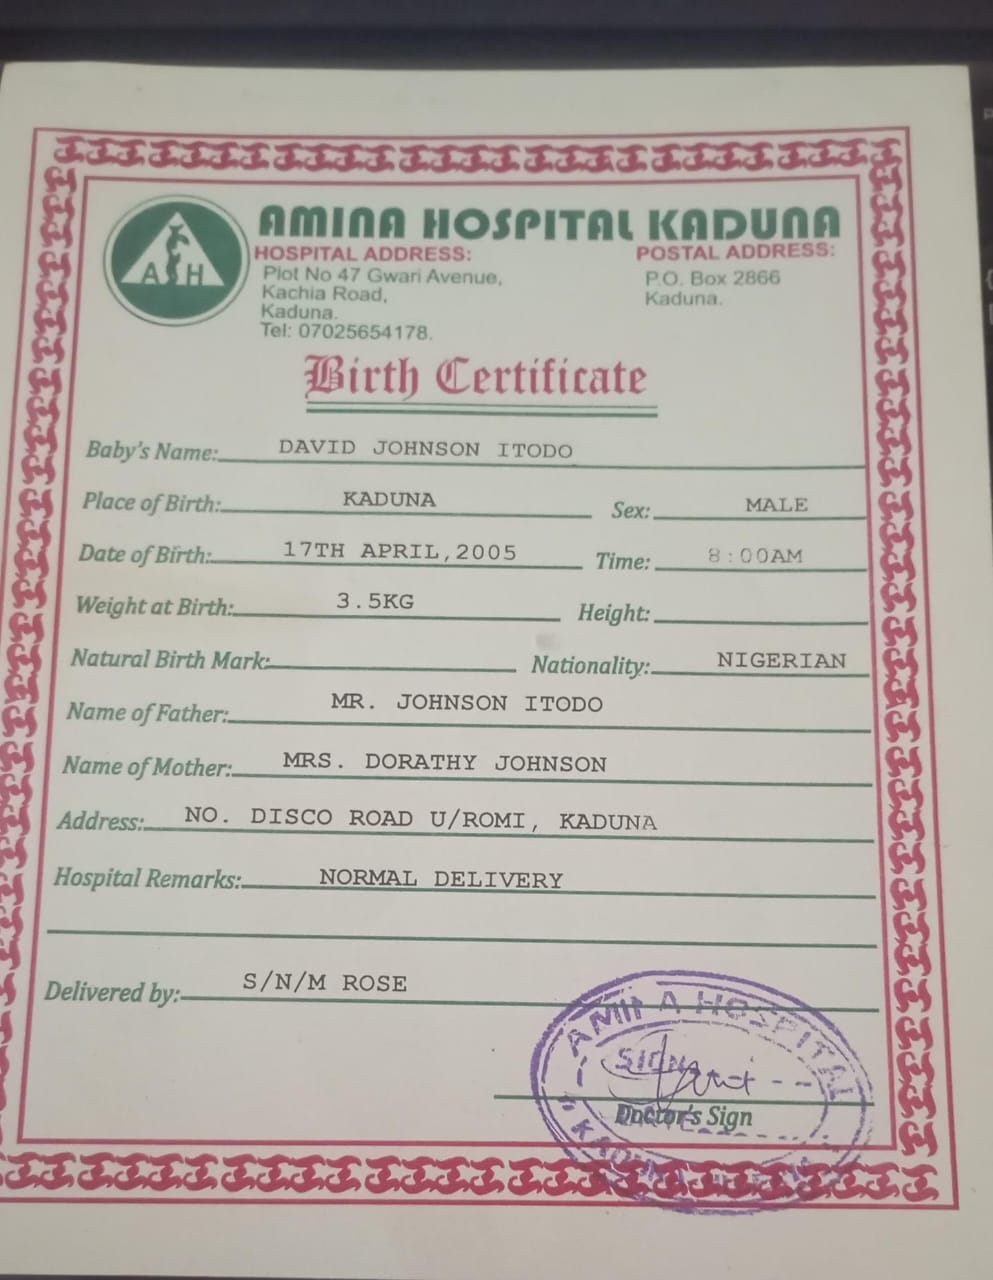 A H
AMINA HOSPITAL KADUNA
HOSPITAL ADDRESS: POSTAL ADDRESS:
Plot No 47 Gwari Avenue, P.O. Box 2866
Kachia Road, Kaduna.
Kaduna.
Tel: 07025654178.
Birth Certificate
Baby's Name: DAVID JOHNSON ITODO
Place of Birth: KADUNA Sex: MALE
Date of Birth: 17TH APRIL,2005 Time: 8:00AM
Weight at Birth: 3.5KG Height:
Natural Birth Mark: Nationality: NIGERIAN
Name of Father: MR. JOHNSON ITODO
Name of Mother: MRS. DORATHY JOHNSON
Address: NO. DISCO ROAD U/ROMI, KADUNA
Hospital Remarks: NORMAL DELIVERY
Delivered by: S/N/M ROSE
AMINA HOSPITAL
SIGN
Doctor's Sign